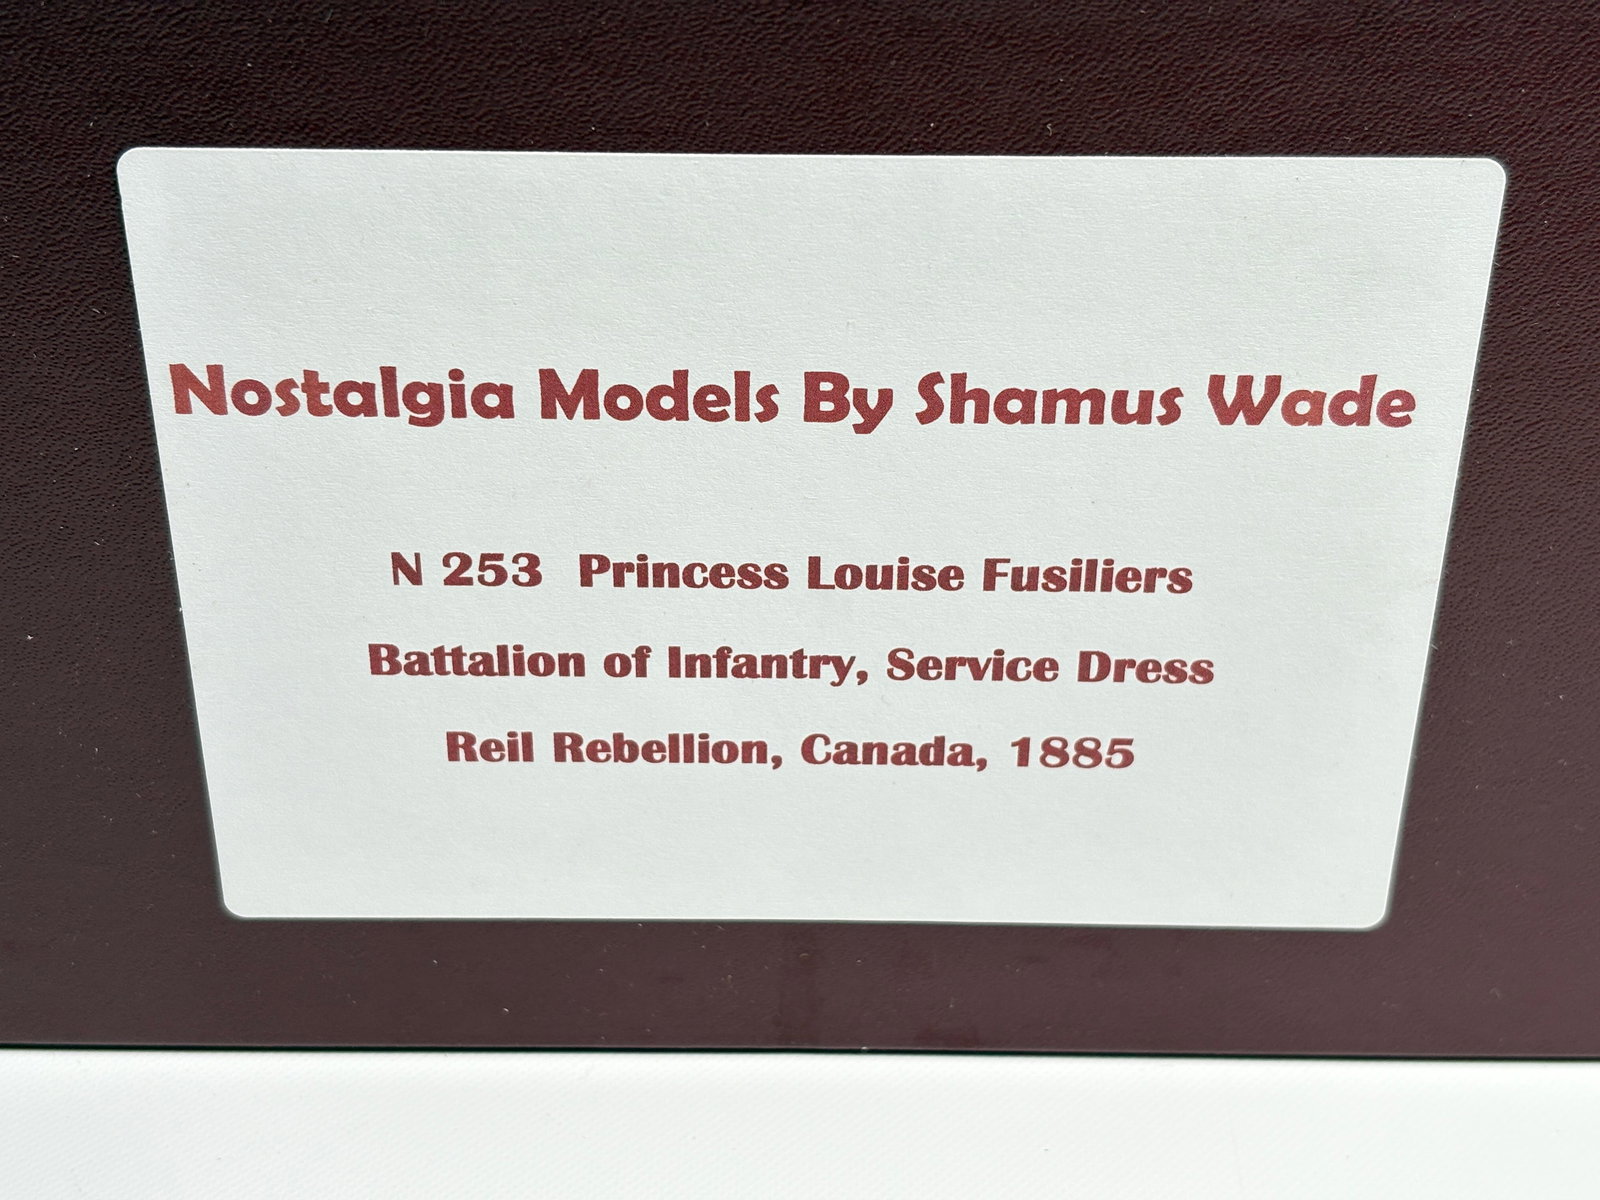 Nostalgia Models By Shamus Wade
N 253 Princess Louise Fusiliers
Battalion of Infantry, Service Dress
Reil Rebellion, Canada, 1885